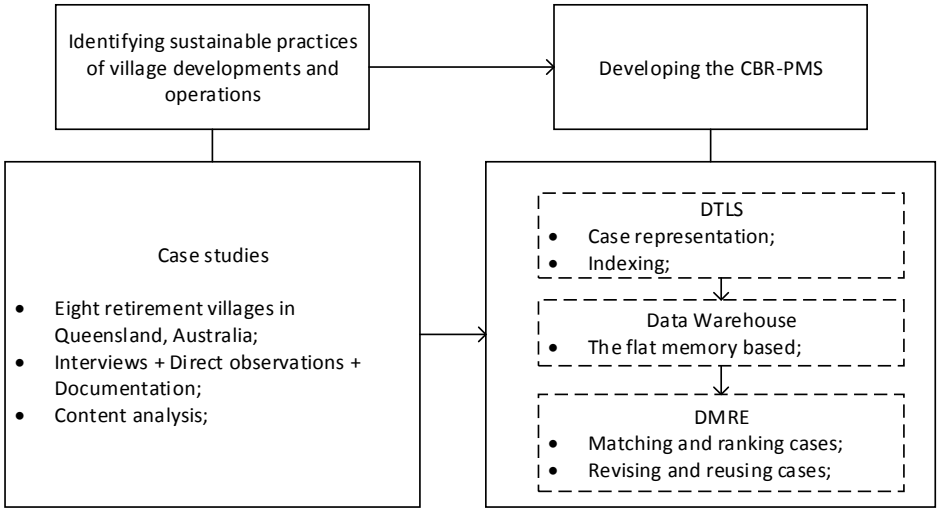 Identifying sustainable practices
of village developments and
operations
Developing the CBR-PMS
Case studies
• Eight retirement villages in
Queensland, Australia;
• Interviews + Direct observations +
Documentation;
• Content analysis;
DTLS
• Case representation;
• Indexing;
Data Warehouse
• The flat memory based;
DMRE
• Matching and ranking cases;
• Revising and reusing cases;